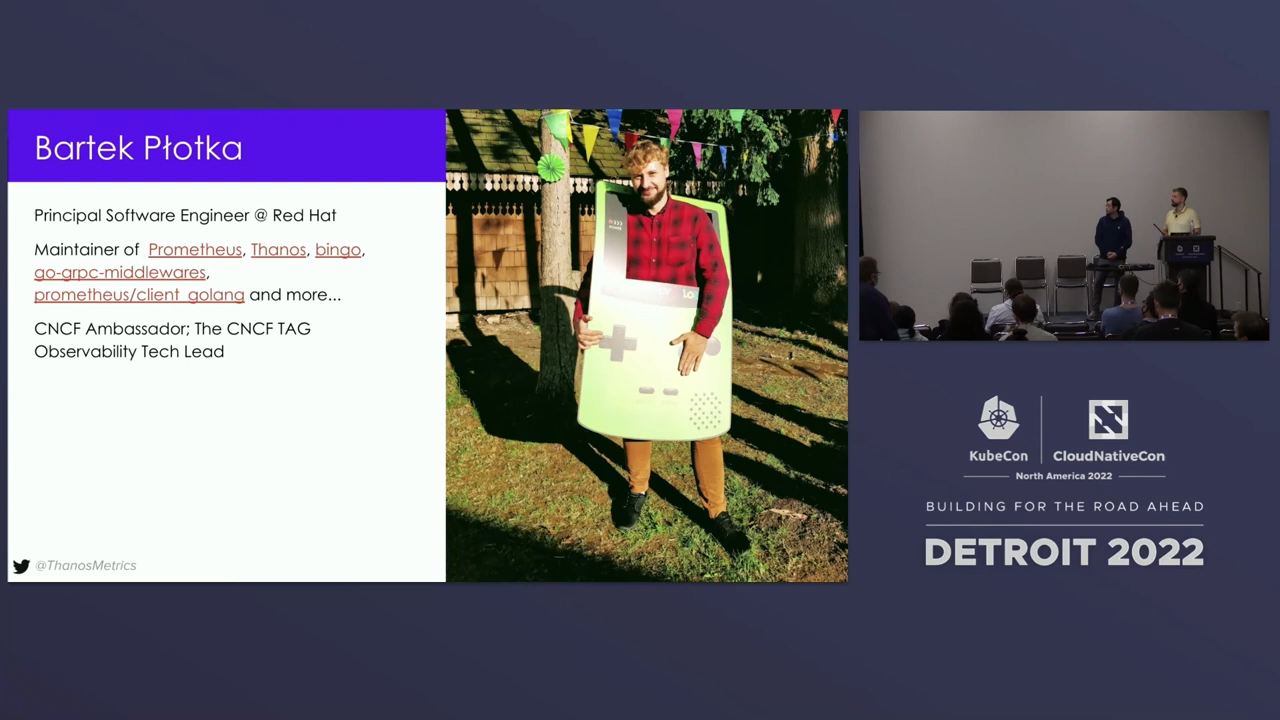 Bartek Płotka
Principal Software Engineer @ Red Hat
Maintainer of Prometheus, Thanos, bingo,
go-grpc-middlewares,
prometheus/client_golang and more...
CNCF Ambassador; The CNCF TAG
Observability Tech Lead
@ThanosMetrics
KubeCon
CloudNativeCon
North America 2022
BUILDING FOR THE ROAD AHEAD
DETROIT 2022